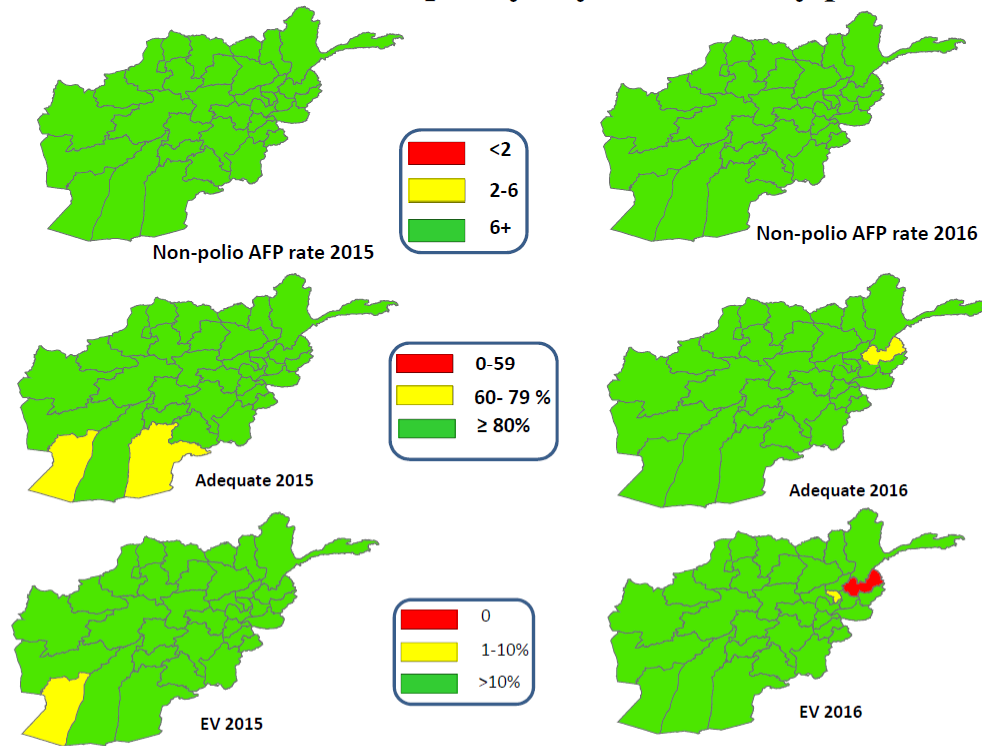 <2
2-6
6+
Non-polio AFP rate 2015
Non-polio AFP rate 2016
0-59
60- 79 %
≥ 80%
Adequate 2015
Adequate 2016
0
1-10%
>10%
EV 2015
EV 2016